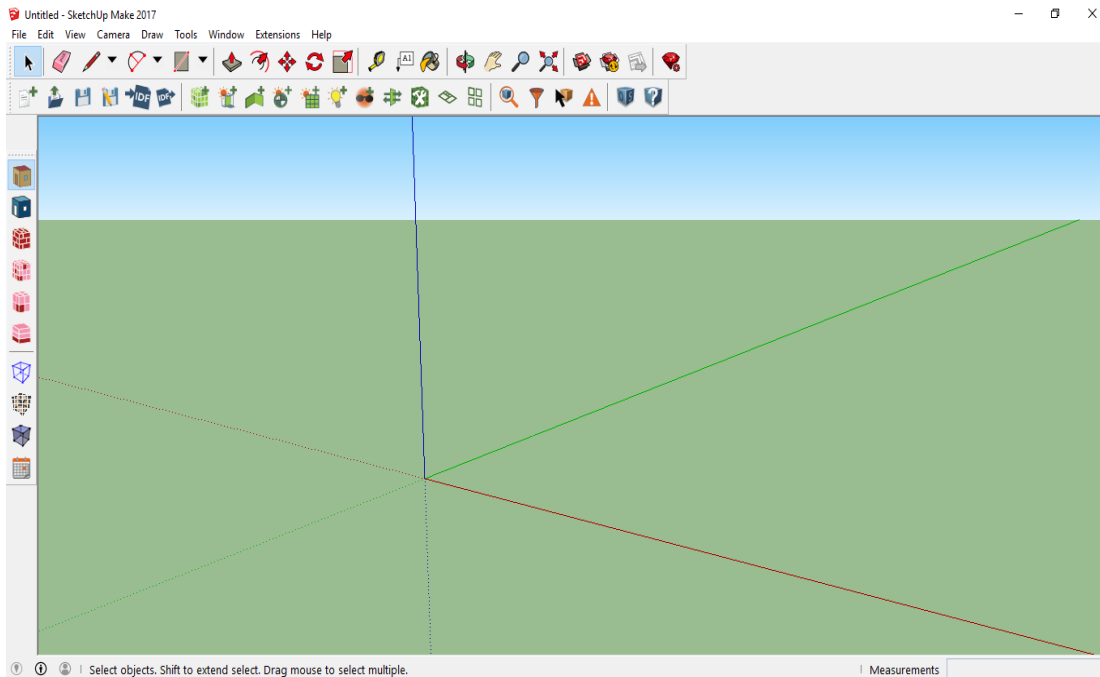 Untitled - SketchUp Make 2017
File Edit View Camera Draw Tools Window Extensions Help
A1
IDF IDF
Select objects. Shift to extend select. Drag mouse to select multiple.
Measurements